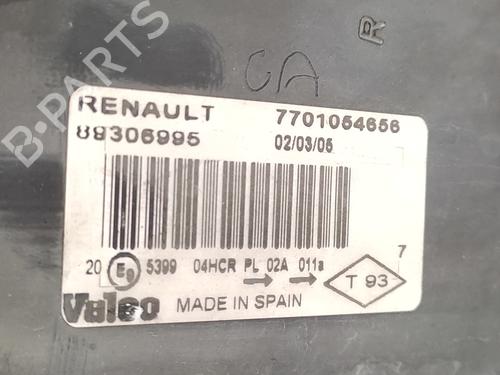 B-PARTS
CA
R
RENAULT 7701054656
89306995 02/03/05
7
20 E9 5399 04HCR PL 02A 011a
T 93
Valeo MADE IN SPAIN